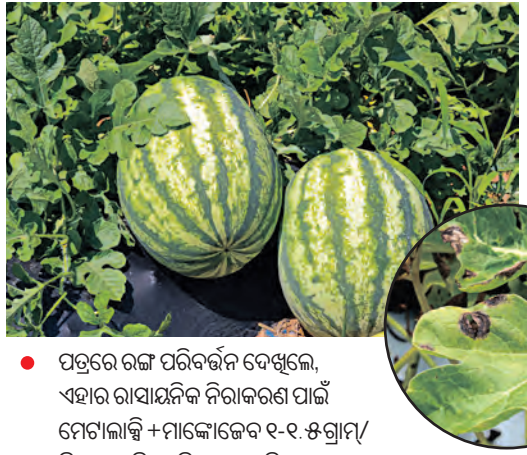 ପତ୍ରରେ ରଙ୍ଗ ପରିବର୍ତ୍ତନ ଦେଖିଲେ,
ଏହାର ରାସାୟନିକ ନିରାକରଣ ପାଇଁ
ମେଟାଲାକ୍ସି +ମାଙ୍କୋଜେବ ୧-୧.୫ଗ୍ରାମ୍/